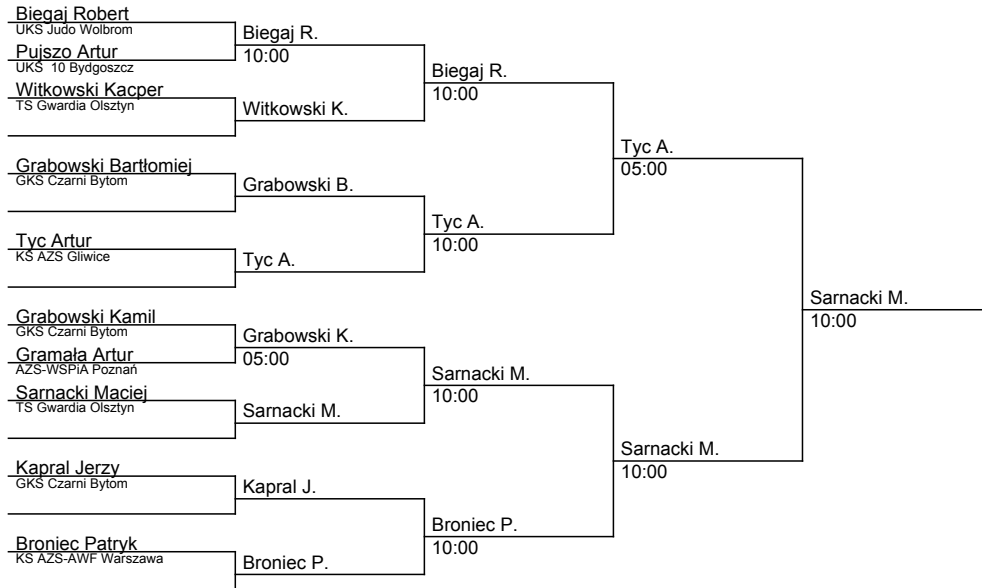 Biegaj Robert
UKS Judo Wolbrom
Pujszo Artur
UKS 10 Bydgoszcz
Witkowski Kacper
TS Gwardia Olsztyn
Grabowski Bartłomiej
GKS Czarni Bytom
Tyc Artur
KS AZS Gliwice
Grabowski Kamil
GKS Czarni Bytom
Gramała Artur
AZS-WSPiA Poznań
Sarnacki Maciej
TS Gwardia Olsztyn
Kapral Jerzy
GKS Czarni Bytom
Broniec Patryk
KS AZS-AWF Warszawa
Biegaj R.
10:00
Witkowski K.
Grabowski B.
Tyc A.
Grabowski K.
05:00
Sarnacki M.
Kapral J.
Broniec P.
Biegaj R.
10:00
Tyc A.
10:00
Sarnacki M.
10:00
Broniec P.
10:00
Tyc A.
05:00
Sarnacki M.
10:00
Sarnacki M.
10:00